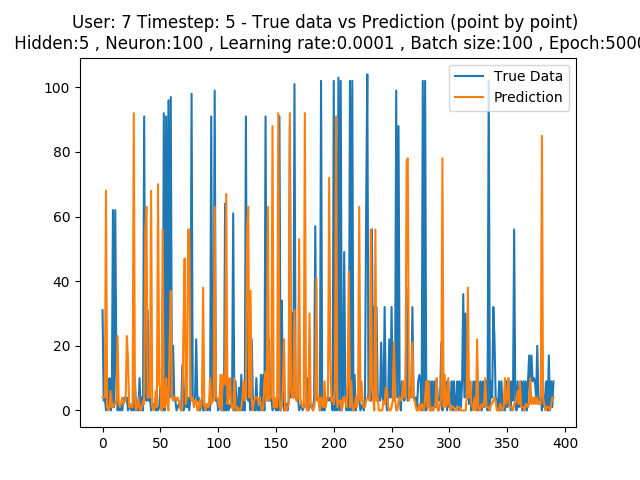 User: 7 Timestep: 5 - True data vs Prediction (point by point)
Hidden:5 , Neuron:100 , Learning rate:0.0001 , Batch size:100 , Epoch:5000
True Data
Prediction
100
80
60
40
20
0
0 50 100 150 200 250 300 350 400